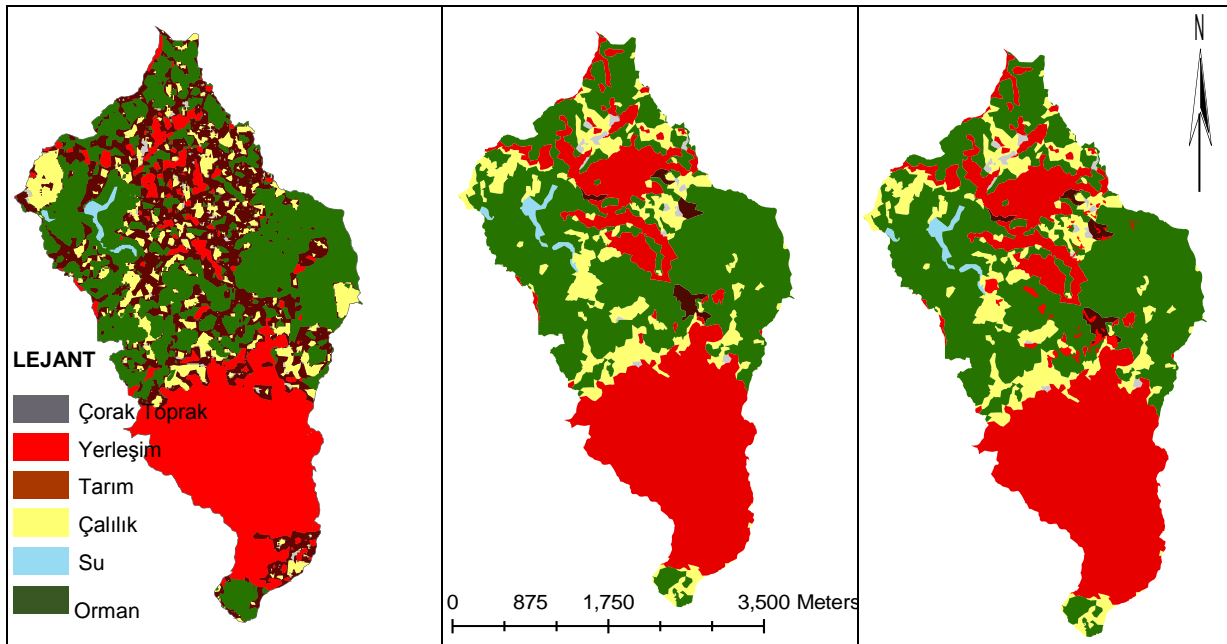 N
LEJANT
Çorak Toprak
Yerleşim
Tarım
Çalılık
Su
Orman
0 875 1,750 3,500 Meters